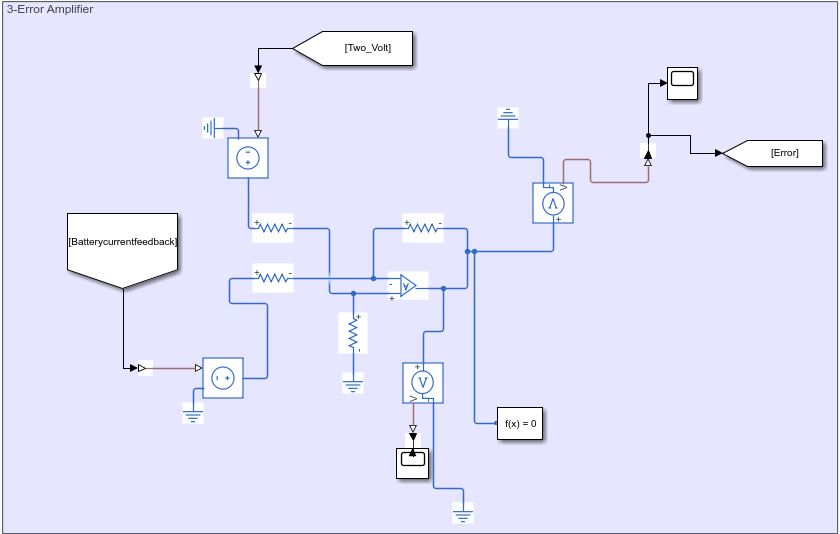 3-Error Amplifier
[Two_Volt]
[Error]
[Batterycurrentfeedback]
-
+
+
-
+
-
+
-
-
+
+
-
V
V
+
- +
+
V
V
f(x) = 0